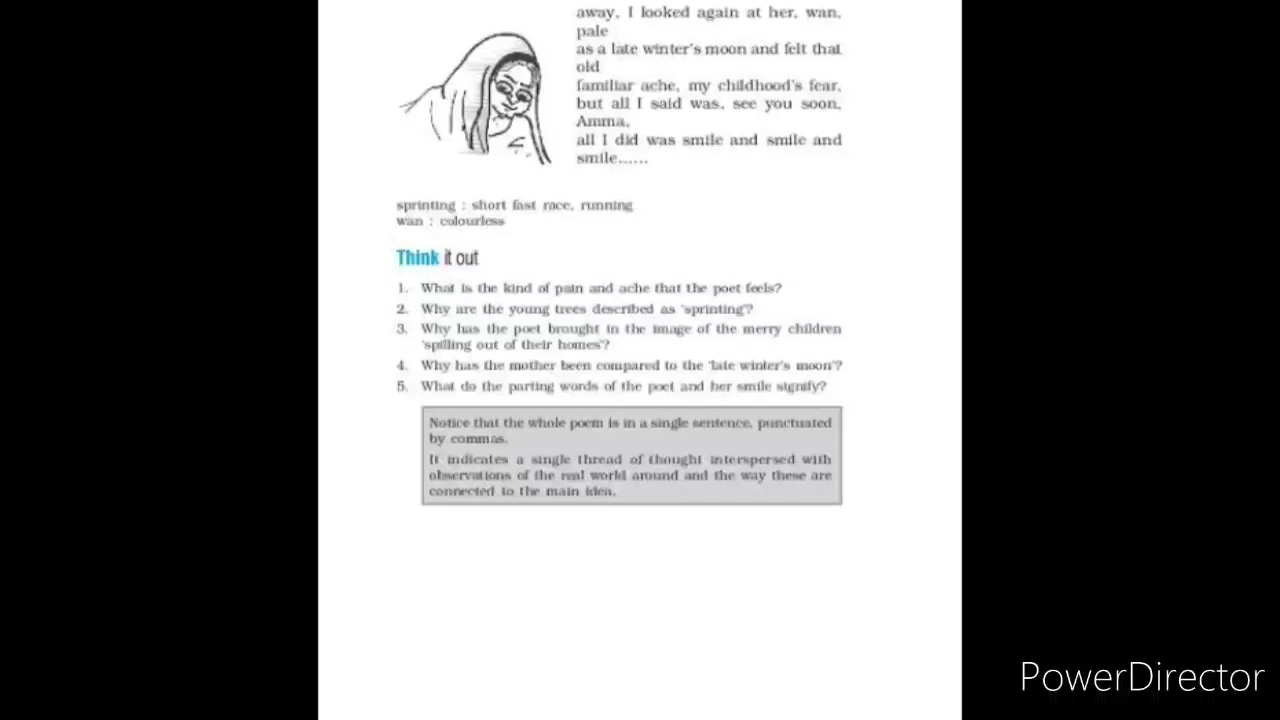 away, I looked again at her, wan,
pale
as a late winter's moon and felt that
old
familiar ache, my childhood's fear,
but all I said was, see you soon,
Amma,
all I did was smile and smile and
smile......
sprinting : short fast race, running
wan : colourless
Think it out
1. What is the kind of pain and ache that the poet feels?
2. Why are the young trees described as 'sprinting'?
3. Why has the poet brought in the image of the merry children
'spilling out of their homes'?
4. Why has the mother been compared to the 'late winter's moon'?
5. What do the parting words of the poet and her smile signify?
Notice that the whole poem is in a single sentence, punctuated
by commas.
It indicates a single thread of thought interspersed with
observations of the real world around and the way these are
connected to the main idea.
PowerDirector